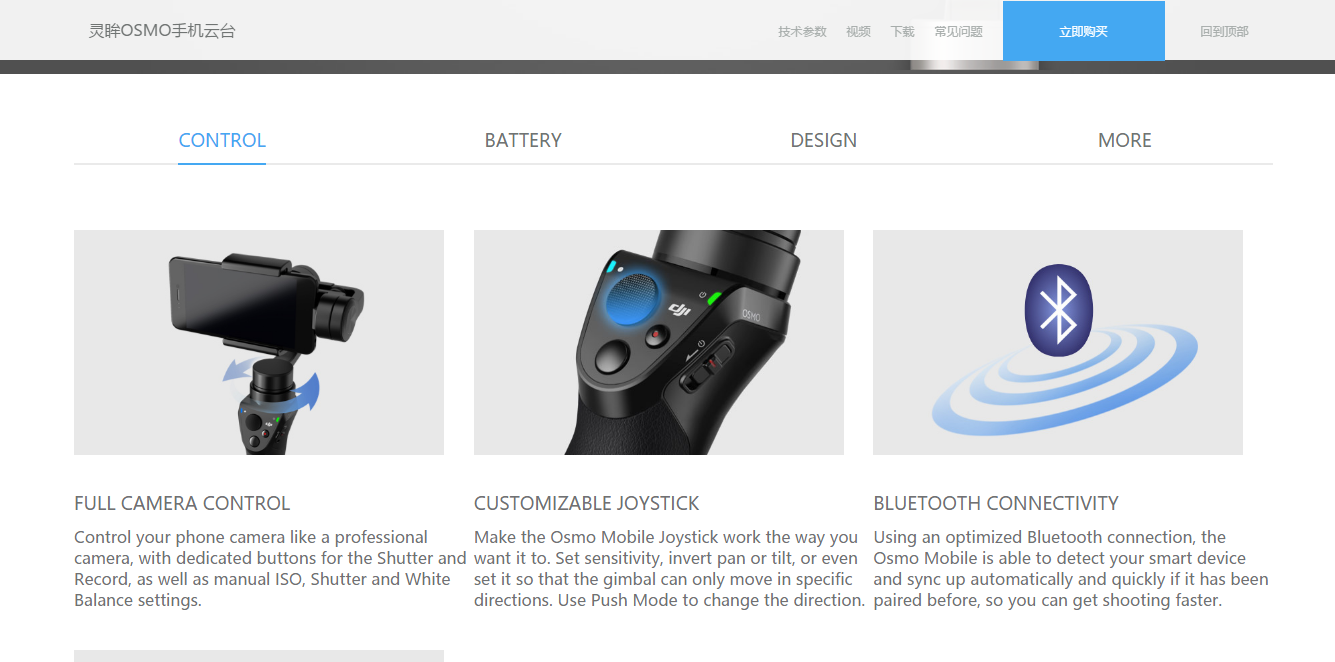 灵眸OSMO手机云台
技术参数 视频 下载 常见问题 立即购买 回到顶部
CONTROL BATTERY DESIGN MORE
dji
OSMO
FULL CAMERA CONTROL
Control your phone camera like a professional
camera, with dedicated buttons for the Shutter and
Record, as well as manual ISO, Shutter and White
Balance settings.
CUSTOMIZABLE JOYSTICK
Make the Osmo Mobile Joystick work the way you
want it to. Set sensitivity, invert pan or tilt, or even
set it so that the gimbal can only move in specific
directions. Use Push Mode to change the direction.
BLUETOOTH CONNECTIVITY
Using an optimized Bluetooth connection, the
Osmo Mobile is able to detect your smart device
and sync up automatically and quickly if it has been
paired before, so you can get shooting faster.